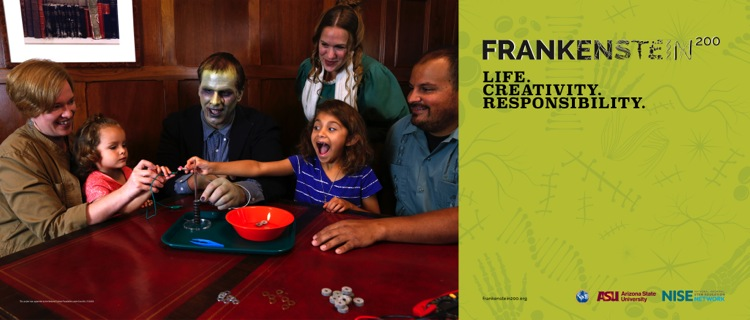 FRANKENSTEIN200
LIFE.
CREATIVITY.
RESPONSIBILITY.
frankenstein200.org
ASU Arizona State
University
NISE
NETWORK